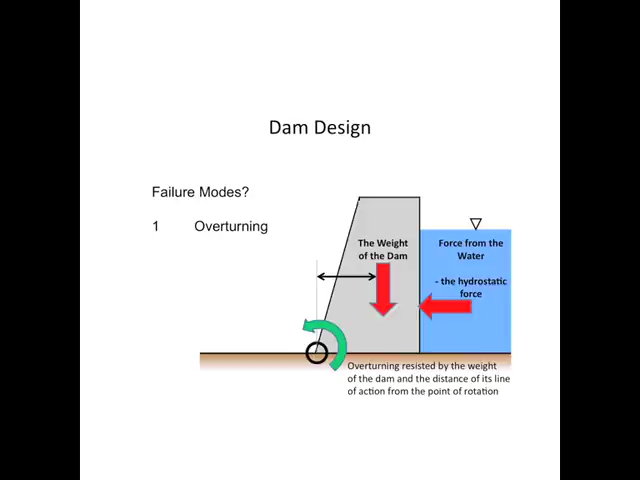 Dam Design
Failure Modes?
1 Overturning
The Weight
of the Dam
Force from the
Water
- the hydrostatic
force
Overturning resisted by the weight
of the dam and the distance of its line
of action from the point of rotation